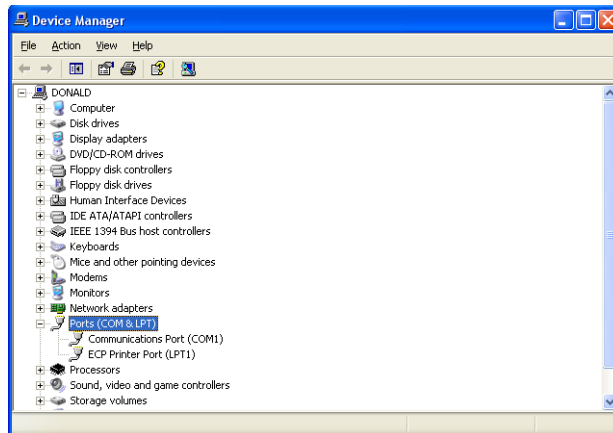 Device Manager
File Action View Help
DONALD
Computer
Disk drives
Display adapters
DVD/CD-ROM drives
Floppy disk controllers
Floppy disk drives
Human Interface Devices
IDE ATA/ATAPI controllers
IEEE 1394 Bus host controllers
Keyboards
Mice and other pointing devices
Modems
Monitors
Network adapters
Ports (COM & LPT)
Communications Port (COM1)
ECP Printer Port (LPT1)
Processors
Sound, video and game controllers
Storage volumes